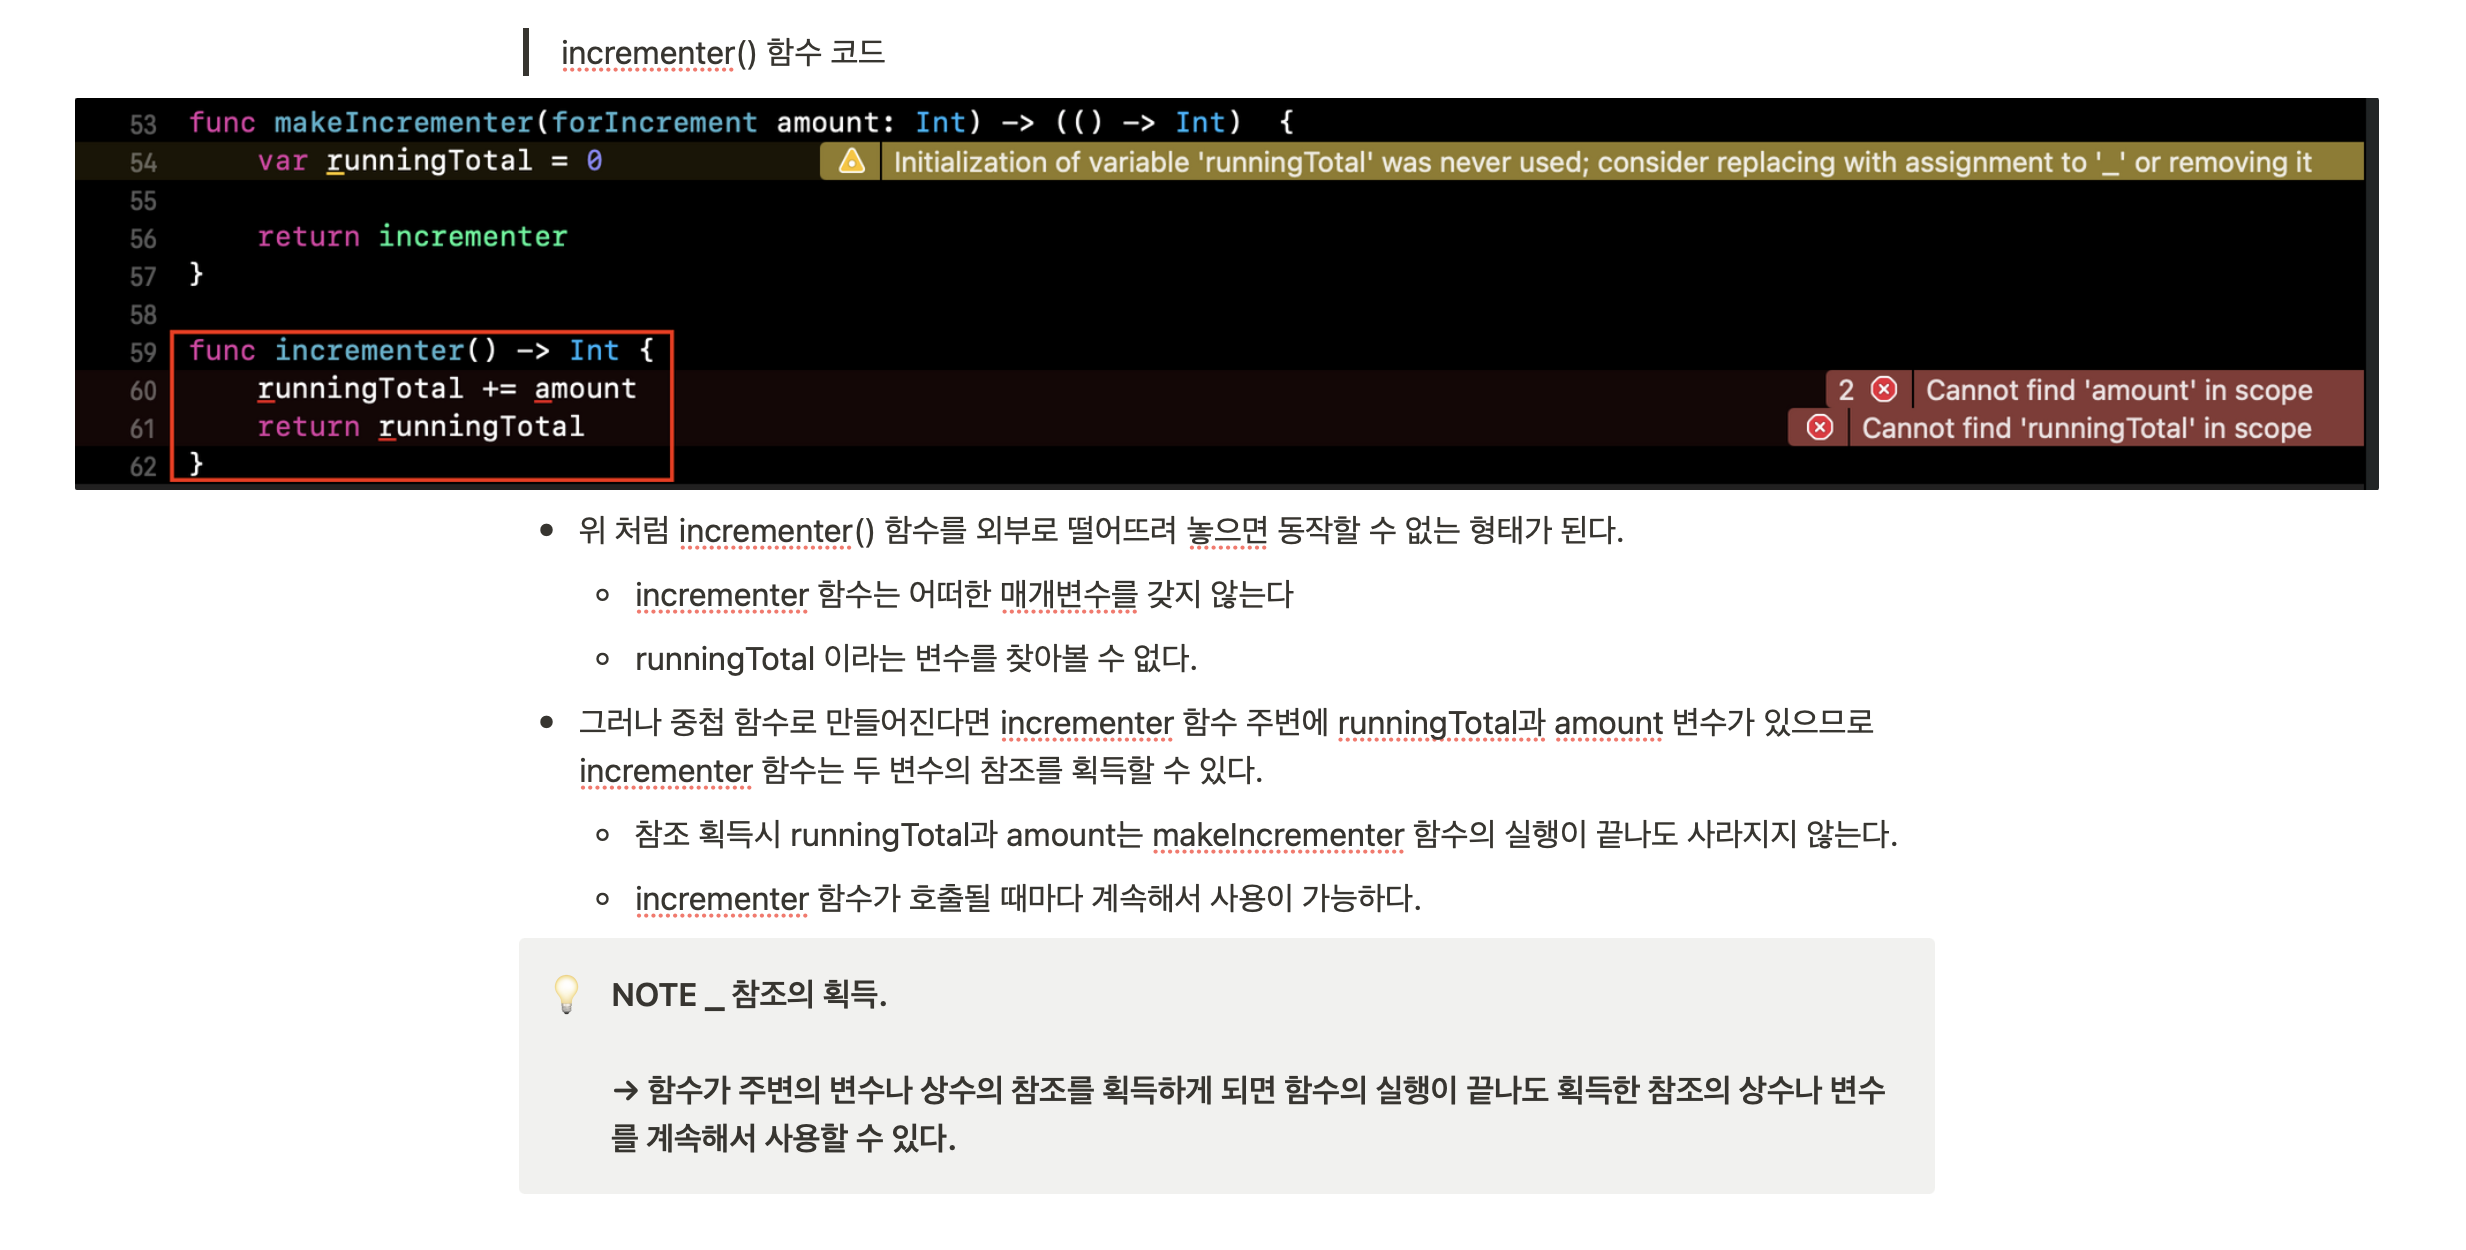 incrementer() 함수 코드
53 func makeIncrementer(forIncrement amount: Int) -> (() -> Int)  {
54 var runningTotal = 0 Initialization of variable 'runningTotal' was never used; consider replacing with assignment to '_' or removing it
55
56 return incrementer
57 }
58
59 func incrementer() -> Int {
60 runningTotal += amount 2 Cannot find 'amount' in scope
61 return runningTotal Cannot find 'runningTotal' in scope
62 }
• 위 처럼 incrementer() 함수를 외부로 떨어뜨려 놓으면 동작할 수 없는 형태가 된다.
◦ incrementer 함수는 어떠한 매개변수를 갖지 않는다
◦ runningTotal 이라는 변수를 찾아볼 수 없다.
• 그러나 중첩 함수로 만들어진다면 incrementer 함수 주변에 runningTotal과 amount 변수가 있으므로
incrementer 함수는 두 변수의 참조를 획득할 수 있다.
◦ 참조 획득시 runningTotal과 amount는 makeIncrementer 함수의 실행이 끝나도 사라지지 않는다.
◦ incrementer 함수가 호출될 때마다 계속해서 사용이 가능하다.
💡 NOTE _ 참조의 획득.
→ 함수가 주변의 변수나 상수의 참조를 획득하게 되면 함수의 실행이 끝나도 획득한 참조의 상수나 변수
를 계속해서 사용할 수 있다.